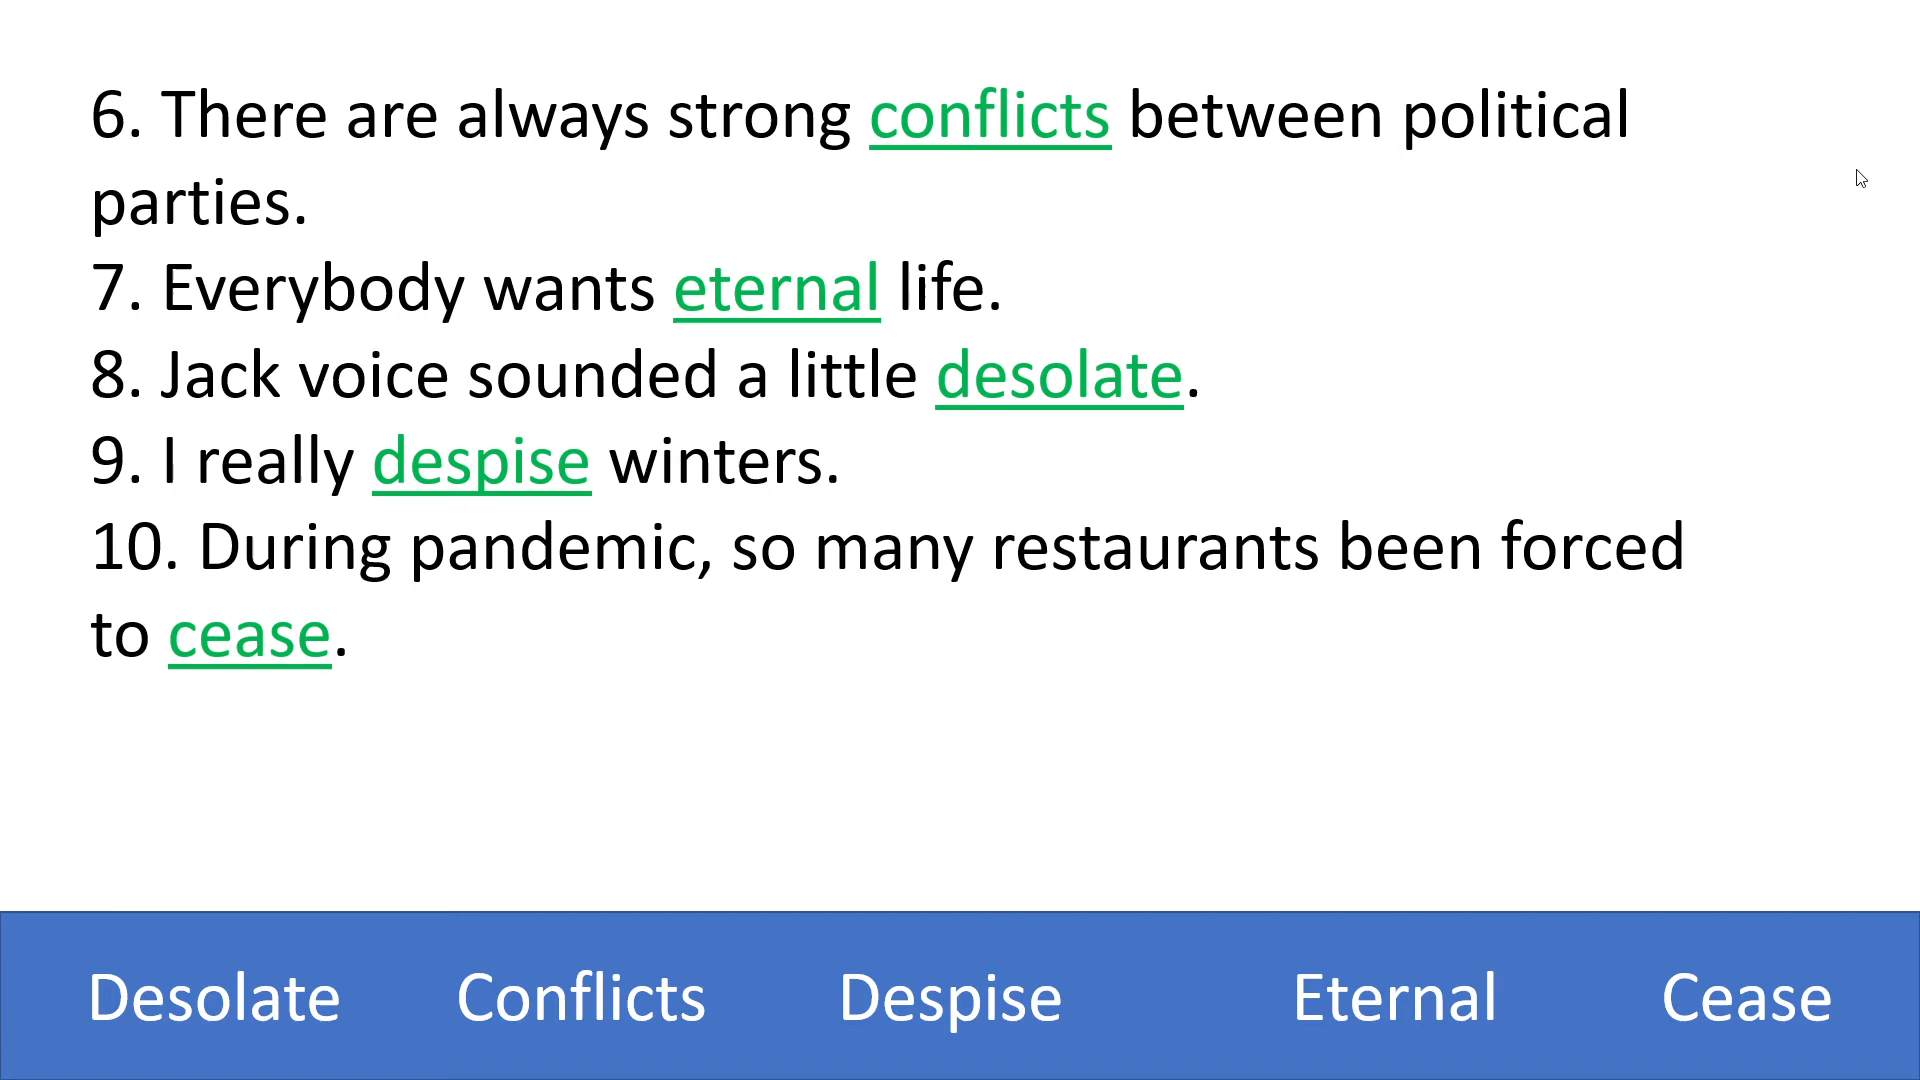 6. There are always strong conflicts between political
parties.
7. Everybody wants eternal life.
8. Jack voice sounded a little desolate.
9. I really despise winters.
10. During pandemic, so many restaurants been forced
to cease.
Desolate Conflicts Despise Eternal Cease